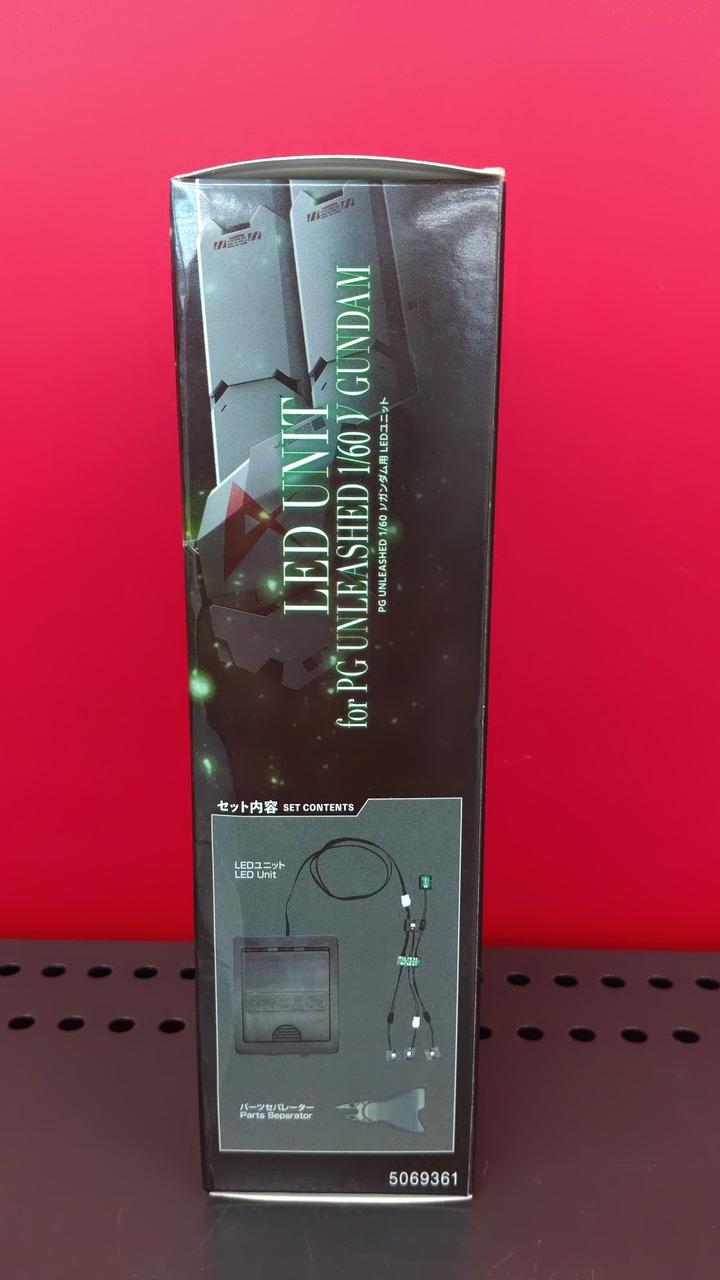 LED UNIT
for PG UNLEASHED 1/60 ν GUNDAM
PG UNLEASHED 1/60 νガンダム用 LEDユニット
セット内容 SET CONTENTS
LEDユニット
LED Unit
パーツセパレーター
Parts Separator
5069361